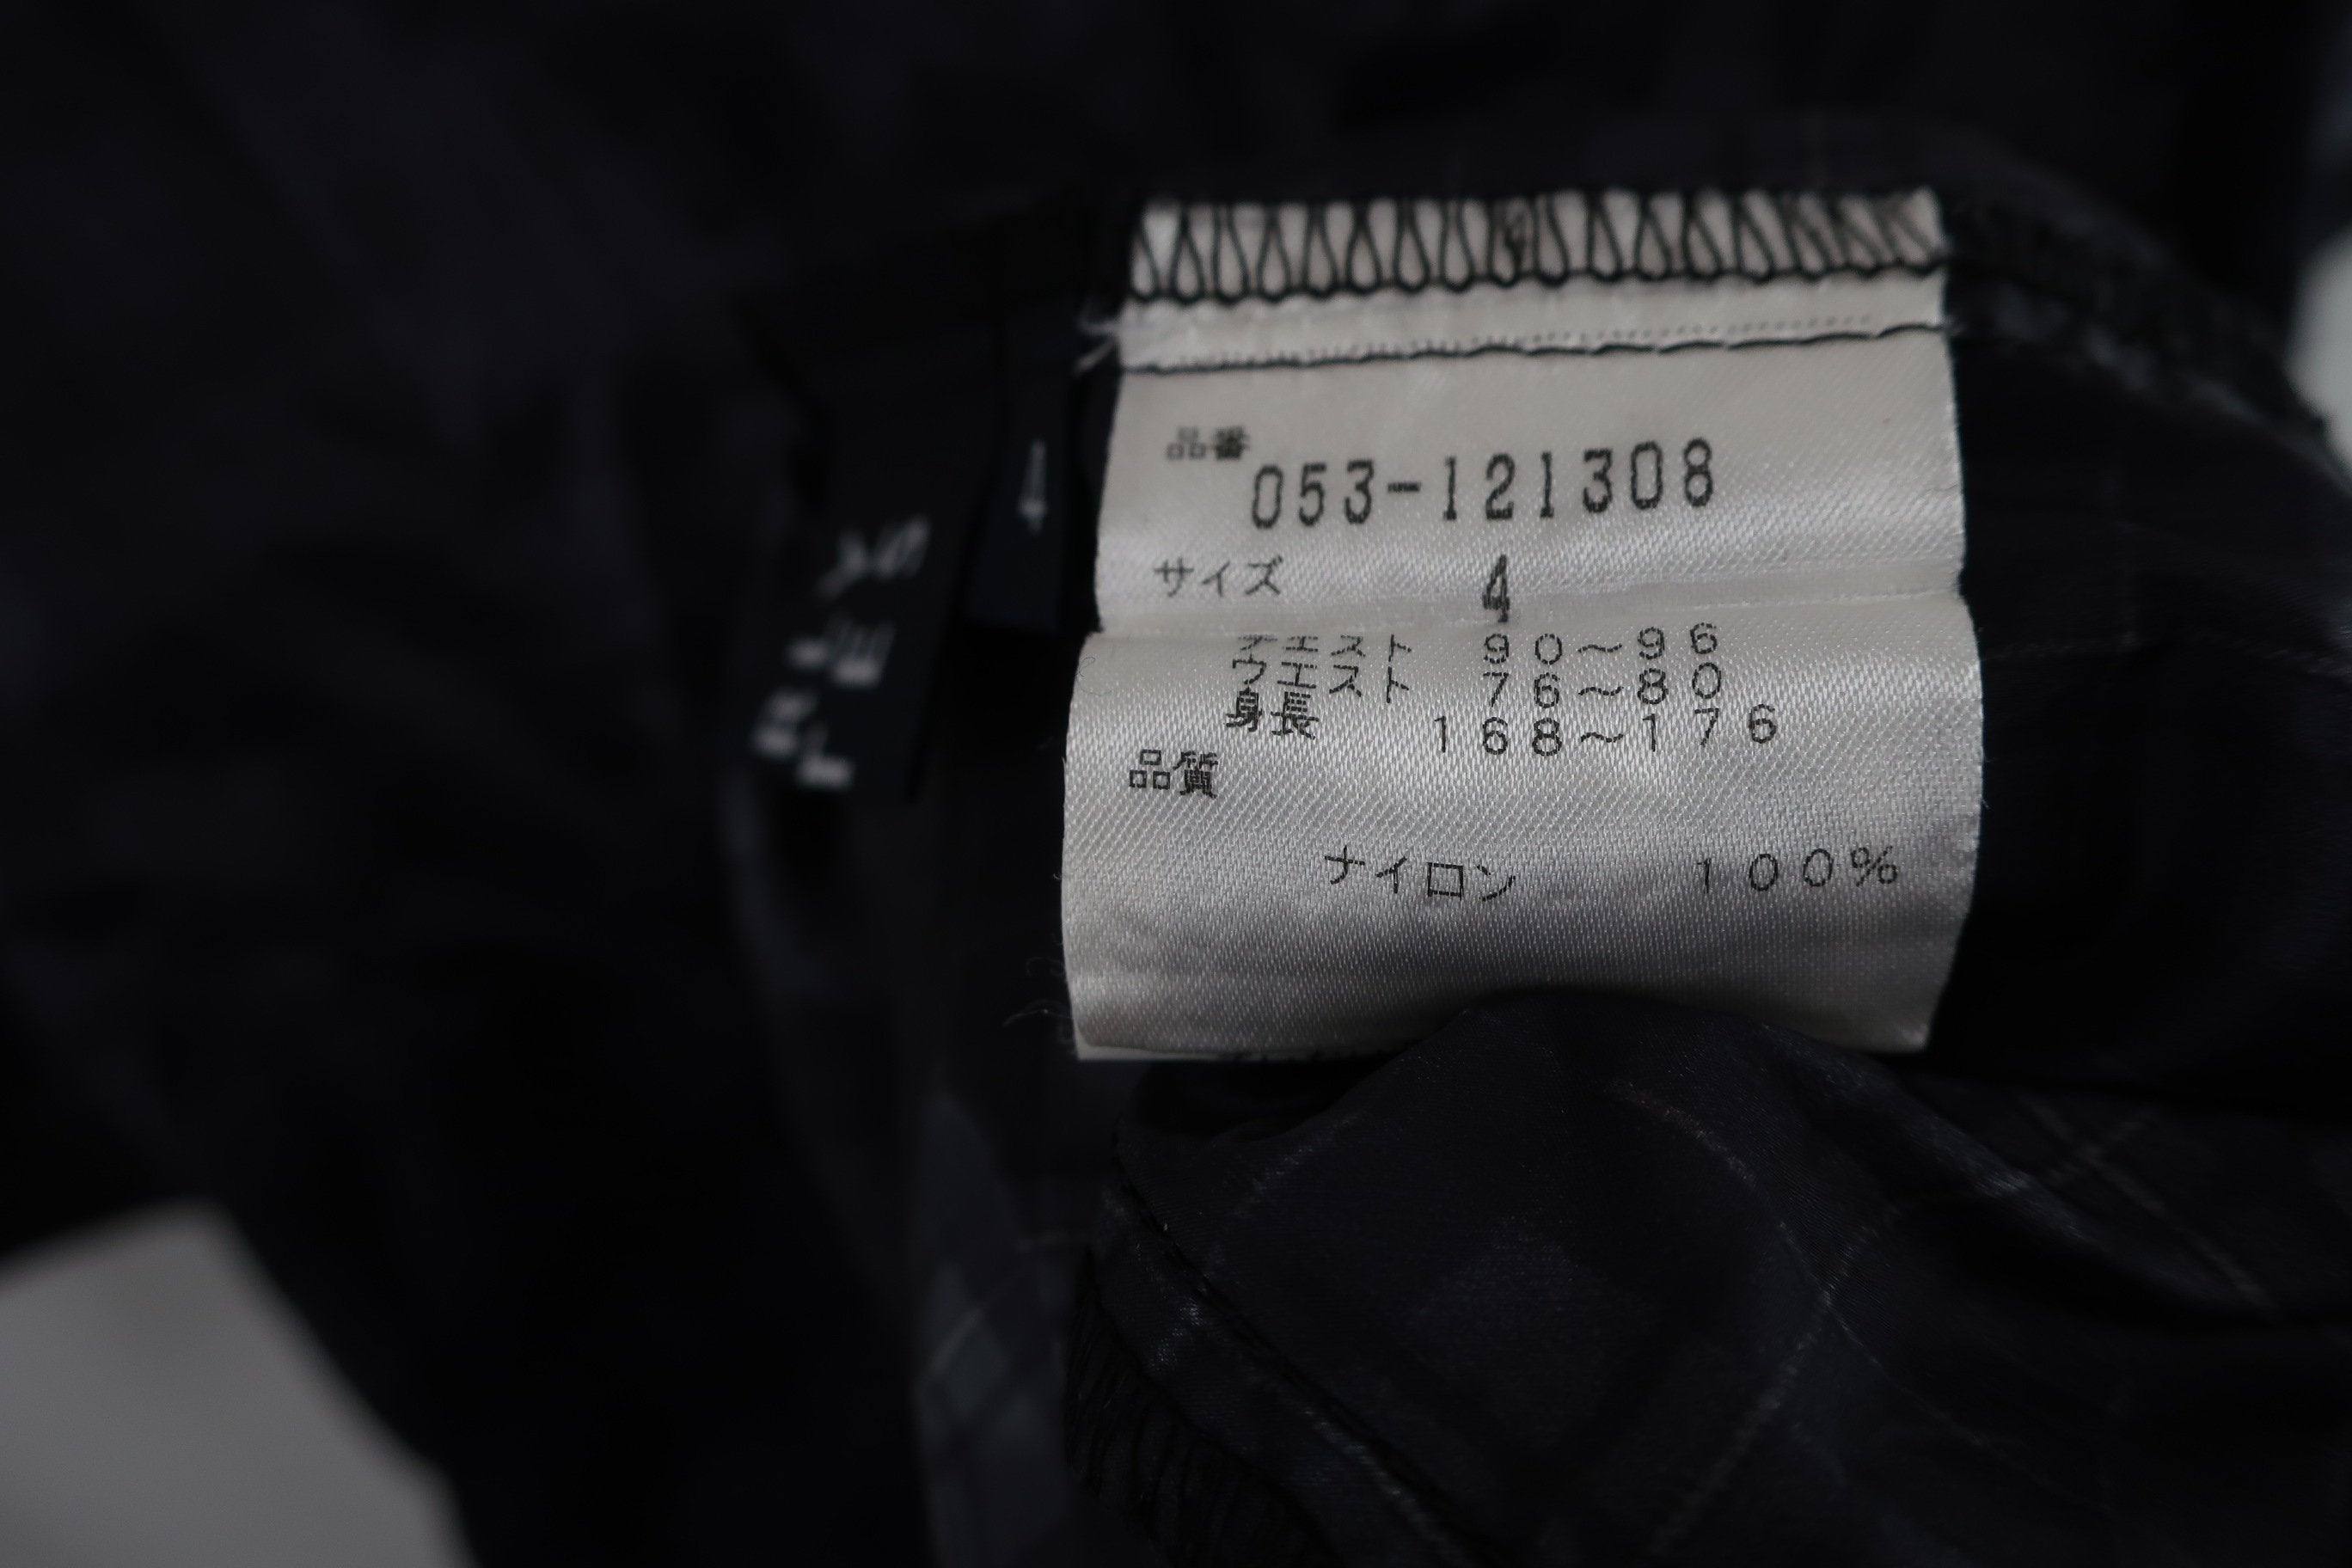 品番
053-121308
サイズ 4
チエスト 90～96
ウエスト 76～80
身長 168～176
品質
ナイロン 100%
4